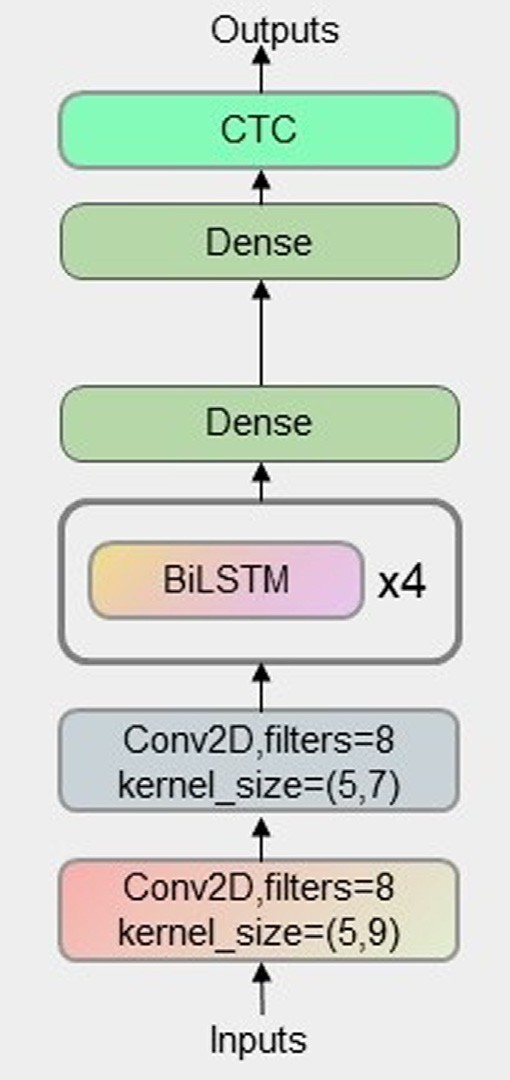 Outputs
CTC
Dense
Dense
BiLSTM x4
Conv2D,filters=8
kernel_size=(5,7)
Conv2D,filters=8
kernel_size=(5,9)
Inputs